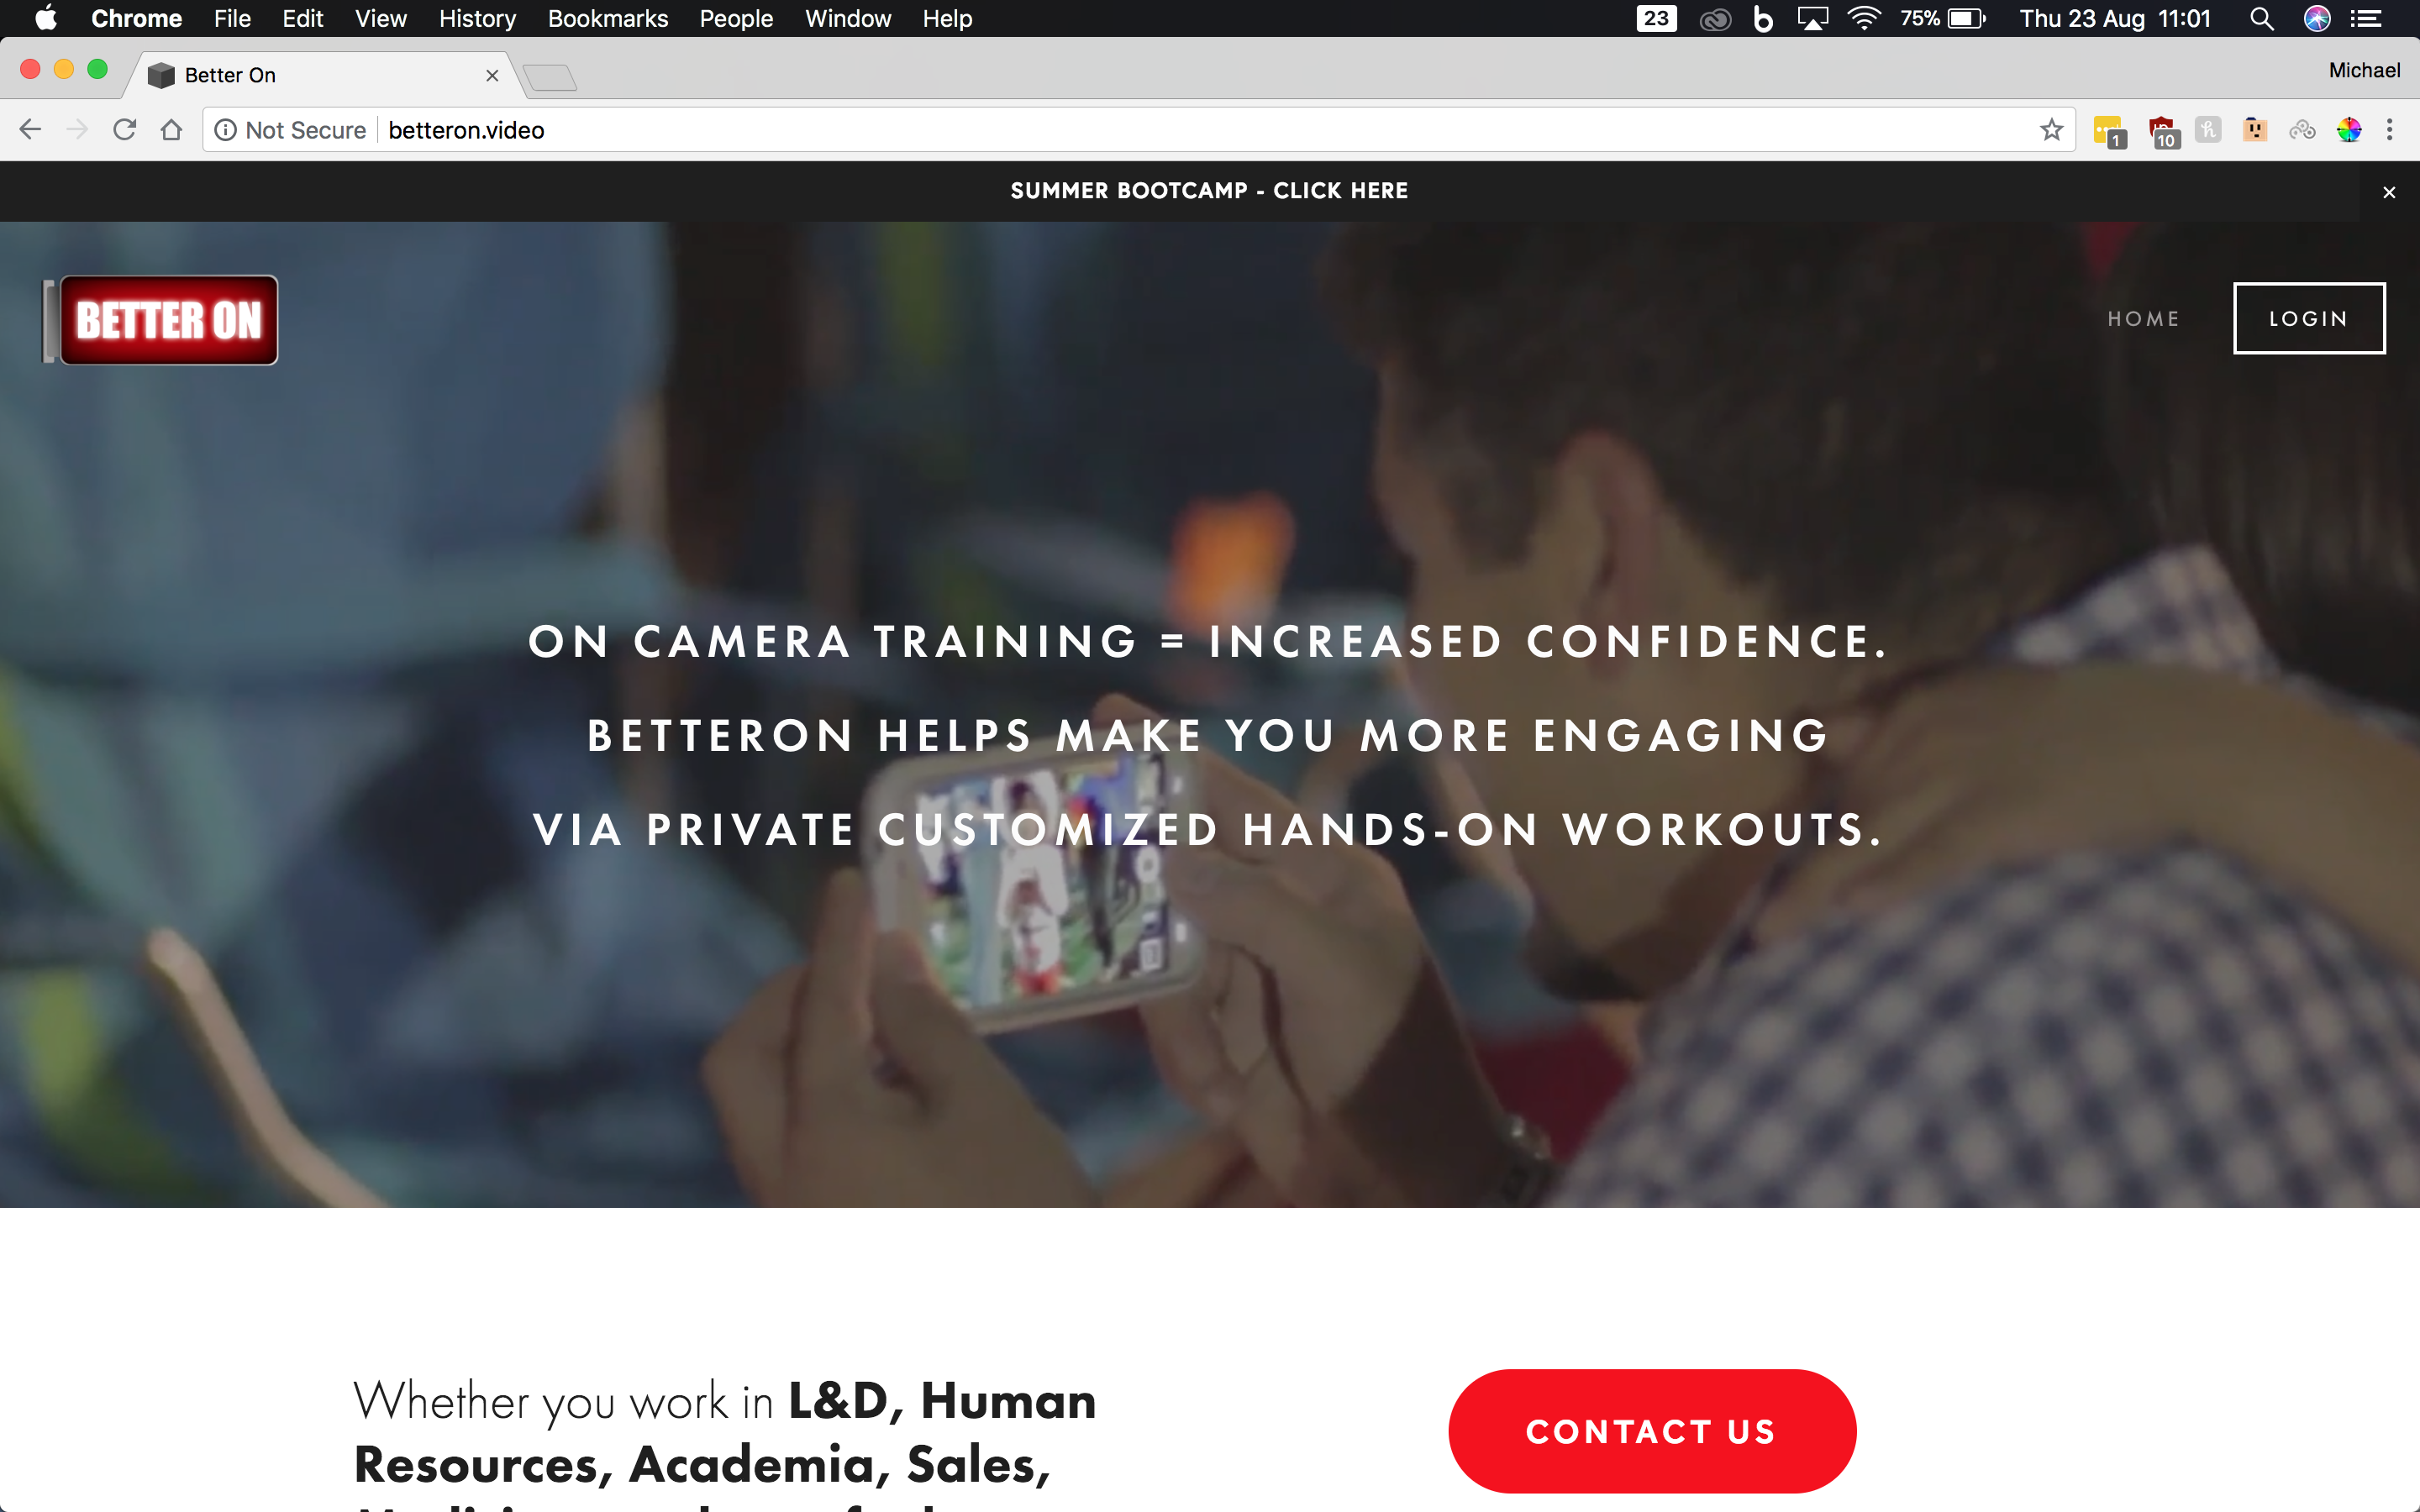 Chrome File Edit View History Bookmarks People Window Help 23 75% Thu 23 Aug 11:01
Better On Michael
Not Secure betteron.video 1 10
SUMMER BOOTCAMP - CLICK HERE
BETTER ON HOME LOGIN
ON CAMERA TRAINING = INCREASED CONFIDENCE.
BETTERON HELPS MAKE YOU MORE ENGAGING
VIA PRIVATE CUSTOMIZED HANDS-ON WORKOUTS.
Whether you work in L&D, Human
Resources, Academia, Sales,
CONTACT US